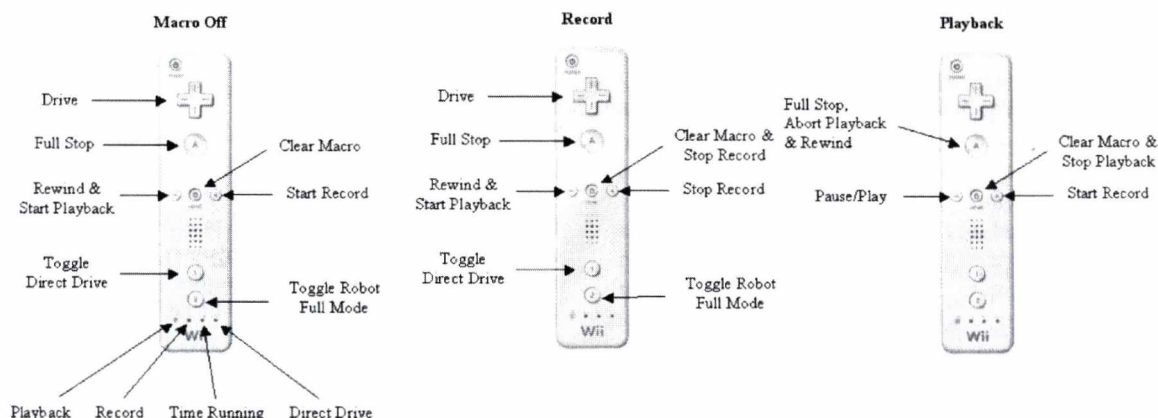 Macro Off
Drive
Full Stop
Clear Macro
Rewind &
Start Playback
Start Record
Toggle
Direct Drive
Toggle Robot
Full Mode
A
Wii
Playback
Record
Time Running
Direct Drive
Record
Drive
Full Stop
Clear Macro &
Stop Record
Rewind &
Start Playback
Stop Record
Toggle
Direct Drive
Toggle Robot
Full Mode
A
1
2
Wii
Playback
Full Stop,
Abort Playback
& Rewind
Clear Macro &
Stop Playback
Pause/Play
Start Record
A
Wii